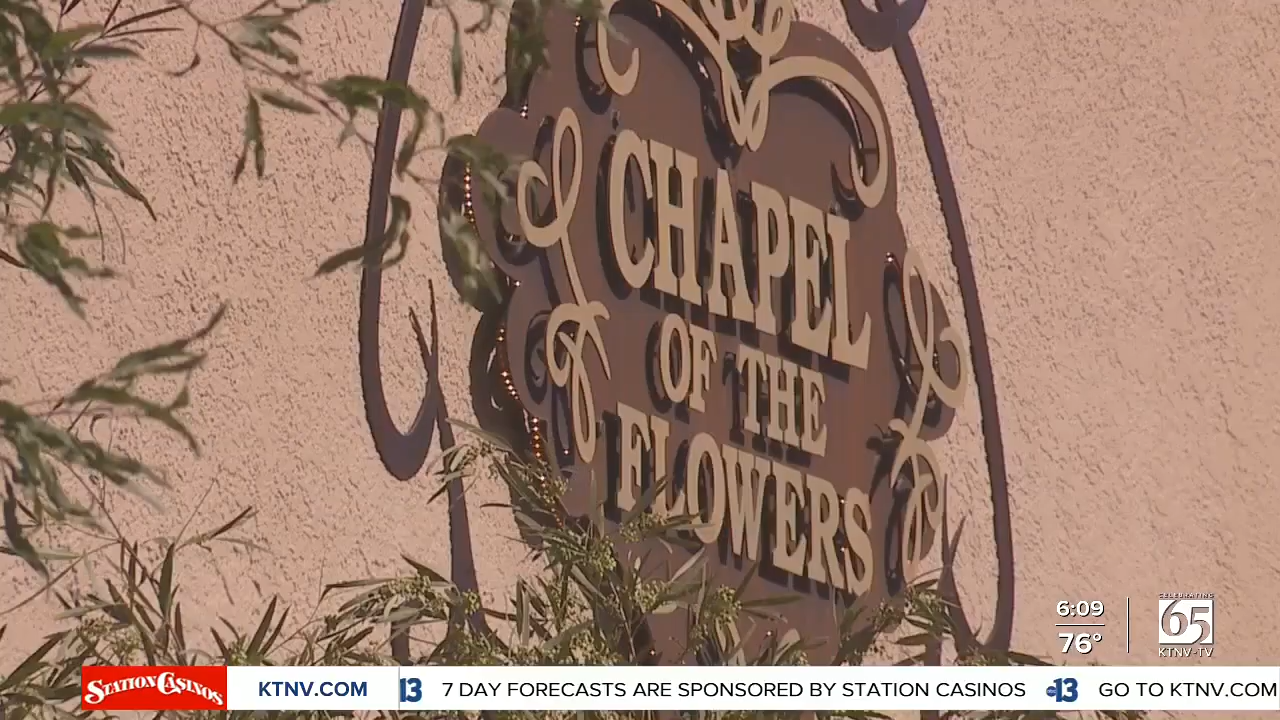 CHAPEL
OF THE
FLOWERS
6:09
76°
CELEBRATING
65
KTNV-TV
STATION CASINOS
KTNV.COM
13
7 DAY FORECASTS ARE SPONSORED BY STATION CASINOS
13
GO TO KTNV.COM